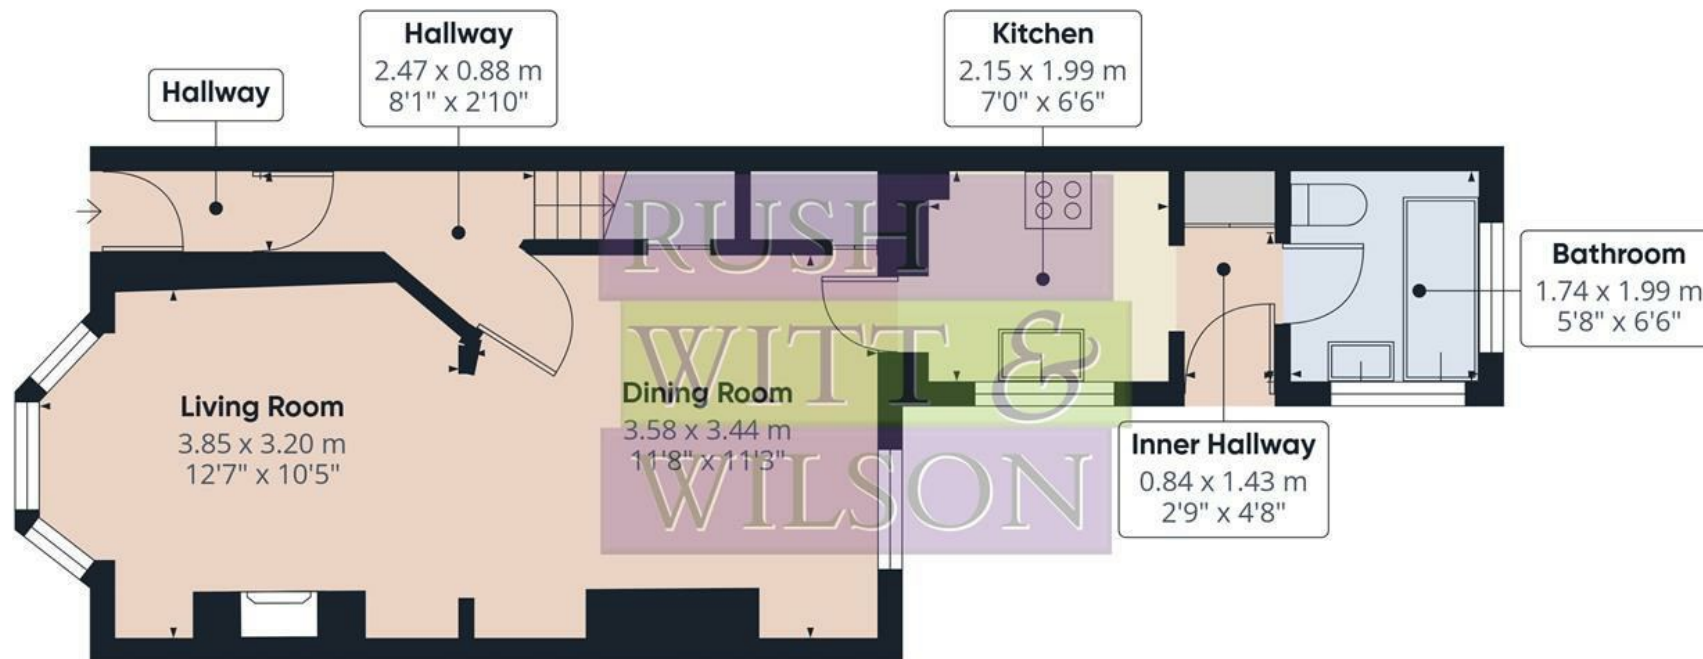 Hallway
Hallway
2.47 x 0.88 m
8'1" x 2'10"
Kitchen
2.15 x 1.99 m
7'0" x 6'6"
Bathroom
1.74 x 1.99 m
5'8" x 6'6"
Living Room
3.85 x 3.20 m
12'7" x 10'5"
Dining Room
3.58 x 3.44 m
11'8" x 11'3"
Inner Hallway
0.84 x 1.43 m
2'9" x 4'8"
RUSH
WITT &
WILSON